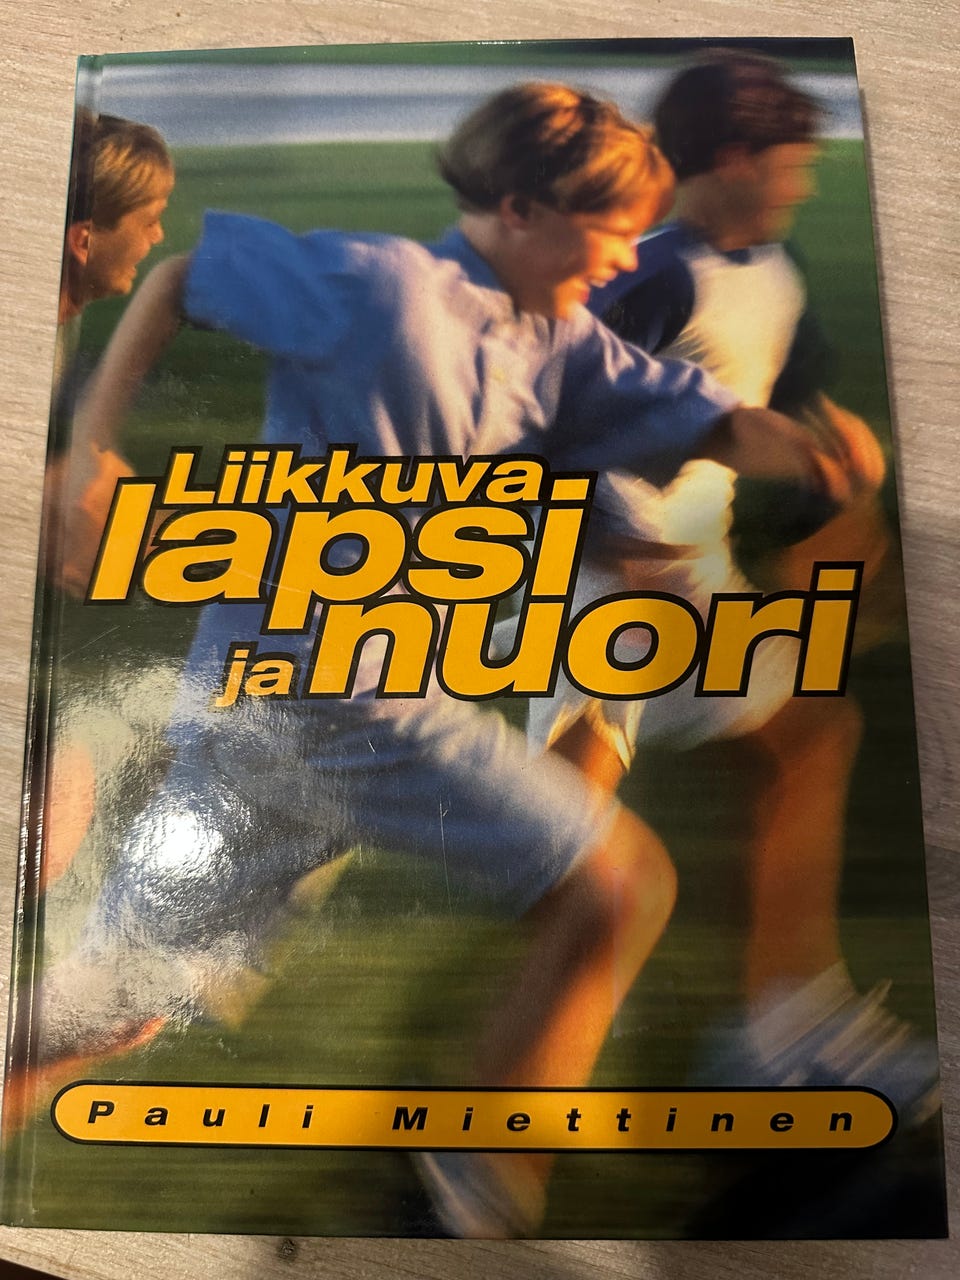 Liikkuva
lapsi
ja nuori
Pauli Miettinen